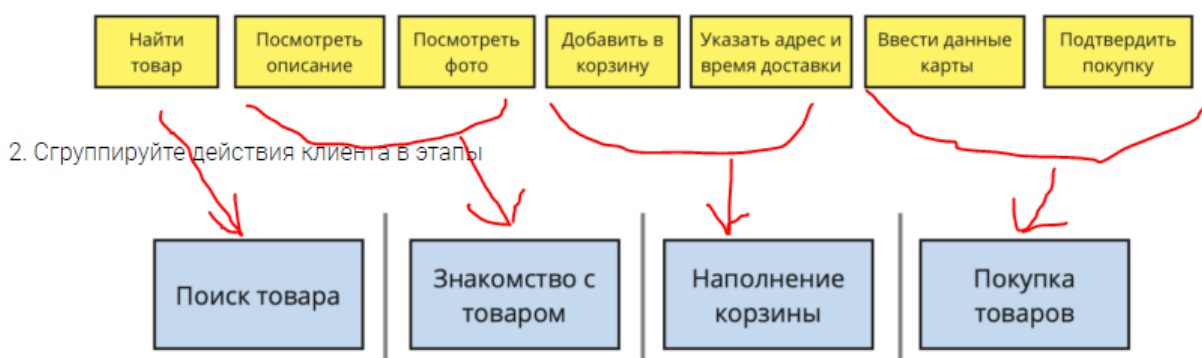 Найти
товар
Посмотреть
описание
Посмотреть
фото
Добавить в
корзину
Указать адрес и
время доставки
Ввести данные
карты
Подтвердить
покупку
2. Сгруппируйте действия клиента в этапы
Поиск товара
Знакомство с
товаром
Наполнение
корзины
Покупка
товаров